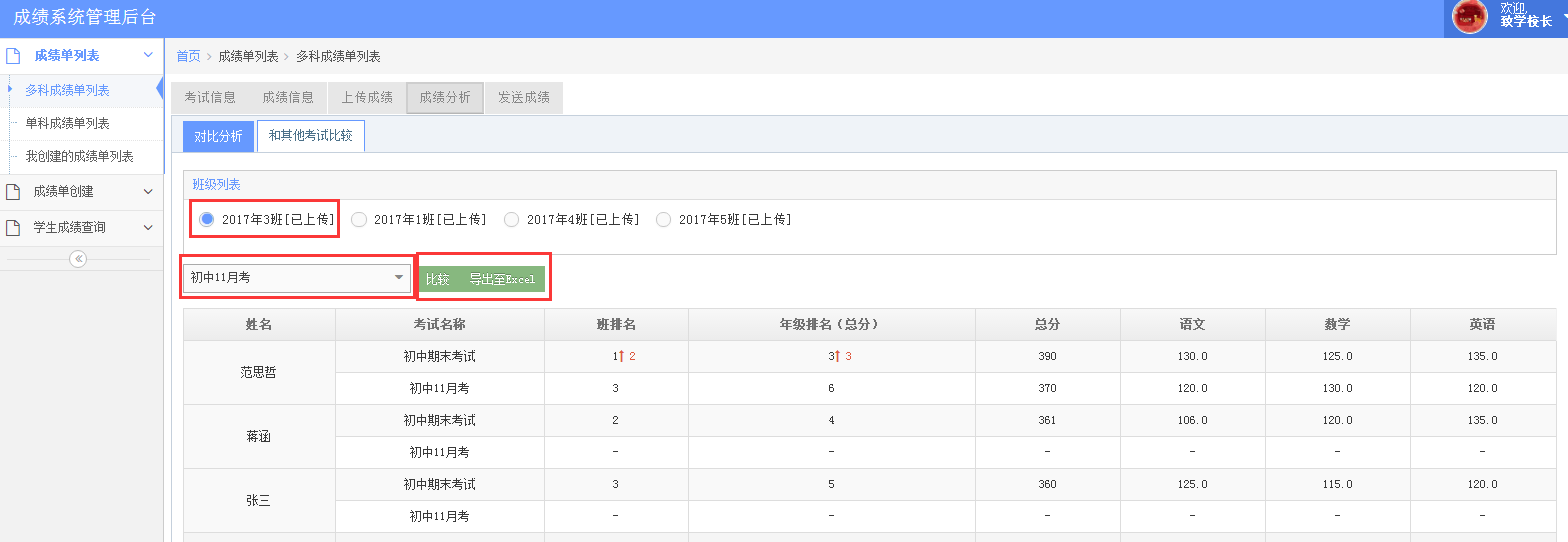 成绩系统管理后台
欢迎,
致学校长
成绩单列表
多科成绩单列表
单科成绩单列表
我创建的成绩单列表
成绩单创建
学生成绩查询
首页 > 成绩单列表 > 多科成绩单列表
考试信息 成绩信息 上传成绩 成绩分析 发送成绩
对比分析 和其他考试比较
班级列表
2017年3班[已上传] 2017年1班[已上传] 2017年4班[已上传] 2017年5班[已上传]
初中11月考 比较 导出至Excel
姓名 考试名称 班排名 年级排名（总分） 总分 语文 数学 英语
范思哲
初中期末考试 1↑ 2 3↑ 3 390 130.0 125.0 135.0
初中11月考 3 6 370 120.0 130.0 120.0
蒋涵
初中期末考试 2 4 361 106.0 120.0 135.0
初中11月考 - - - - - -
张三
初中期末考试 3 5 360 125.0 115.0 120.0
初中11月考 - - - - - -